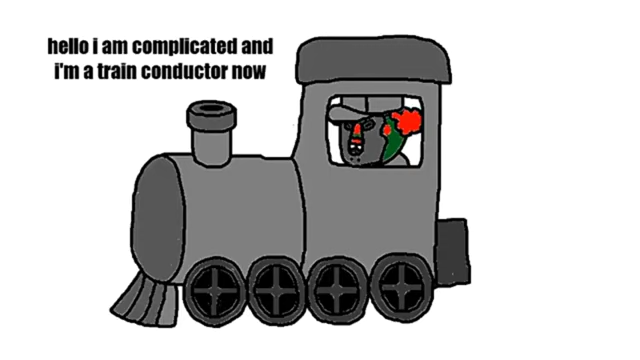 hello i am complicated and
i'm a train conductor now